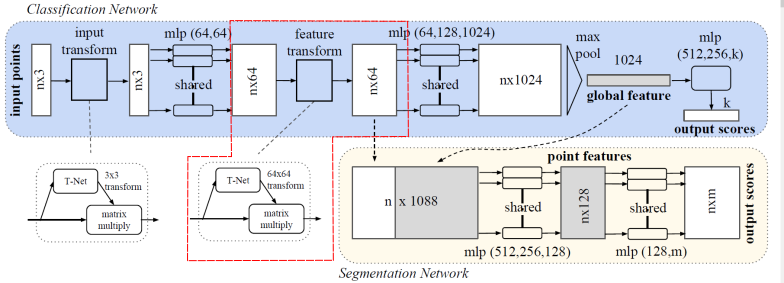 Classification Network
input points
nx3
input
transform
nx3
mlp (64,64)
shared
nx64
feature
transform
nx64
mlp (64,128,1024)
shared
nx1024
max
pool
1024
global feature
mlp
(512,256,k)
k
output scores
T-Net
3x3
transform
matrix
multiply
T-Net
64x64
transform
matrix
multiply
point features
n x 1088
shared
mlp (512,256,128)
nx128
shared
mlp (128,m)
nxm
output scores
Segmentation Network